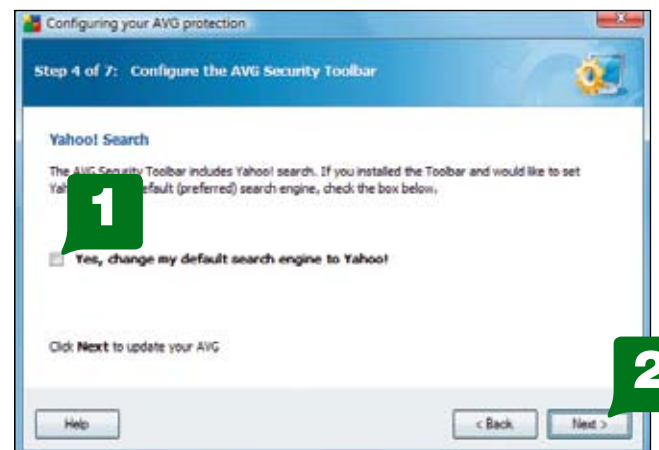 Configuring your AVG protection
Step 4 of 7: Configure the AVG Security Toolbar
Yahoo! Search
The AVG Security Toolbar includes Yahoo! search. If you installed the Toolbar and would like to set
default (preferred) search engine, check the box below.
1
Yes, change my default search engine to Yahoo!
Click Next to update your AVG
2
Help
< Back
Next >